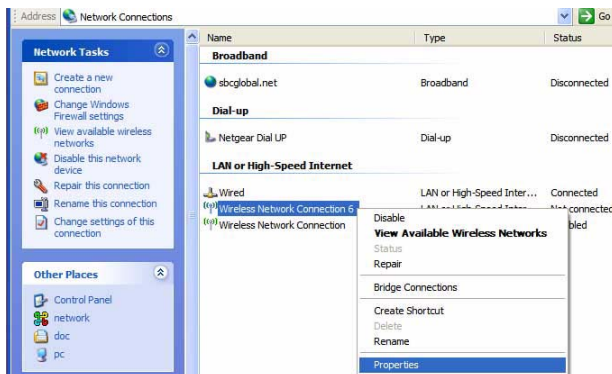 Address Network Connections Go
Network Tasks
Create a new
connection
Change Windows
Firewall settings
View available wireless
networks
Disable this network
device
Repair this connection
Rename this connection
Change settings of this
connection
Other Places
Control Panel
network
doc
pc
Name Type Status
Broadband
sbcglobal.net Broadband Disconnected
Dial-up
Netgear Dial UP Dial-up Disconnected
LAN or High-Speed Internet
Wired LAN or High-Speed Inter... Connected
Wireless Network Connection 6
Wireless Network Connection
Disable
View Available Wireless Networks
Status
Repair
Bridge Connections
Create Shortcut
Delete
Rename
Properties